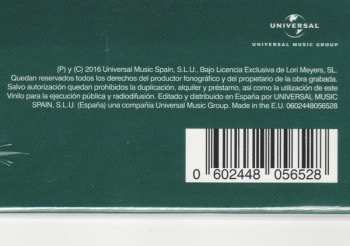 UNIVERSAL
UNIVERSAL MUSIC GROUP
(P) y (C) 2016 Universal Music Spain, S.L.U., Bajo Licencia Exclusiva de Lori Meyers, SL.
Quedan reservados todos los derechos del productor fonográfico y del propietario de la obra grabada.
Salvo autorización quedan prohibidos la duplicación, alquiler y préstamo, así como la utilización de este
Vinilo para la ejecución pública y radiodifusión. Editado y distribuido en España por UNIVERSAL MUSIC
SPAIN, S.L.U. (España) una compañia Universal Music Group. Made in the E.U. 0602448056528
0 602448 056528